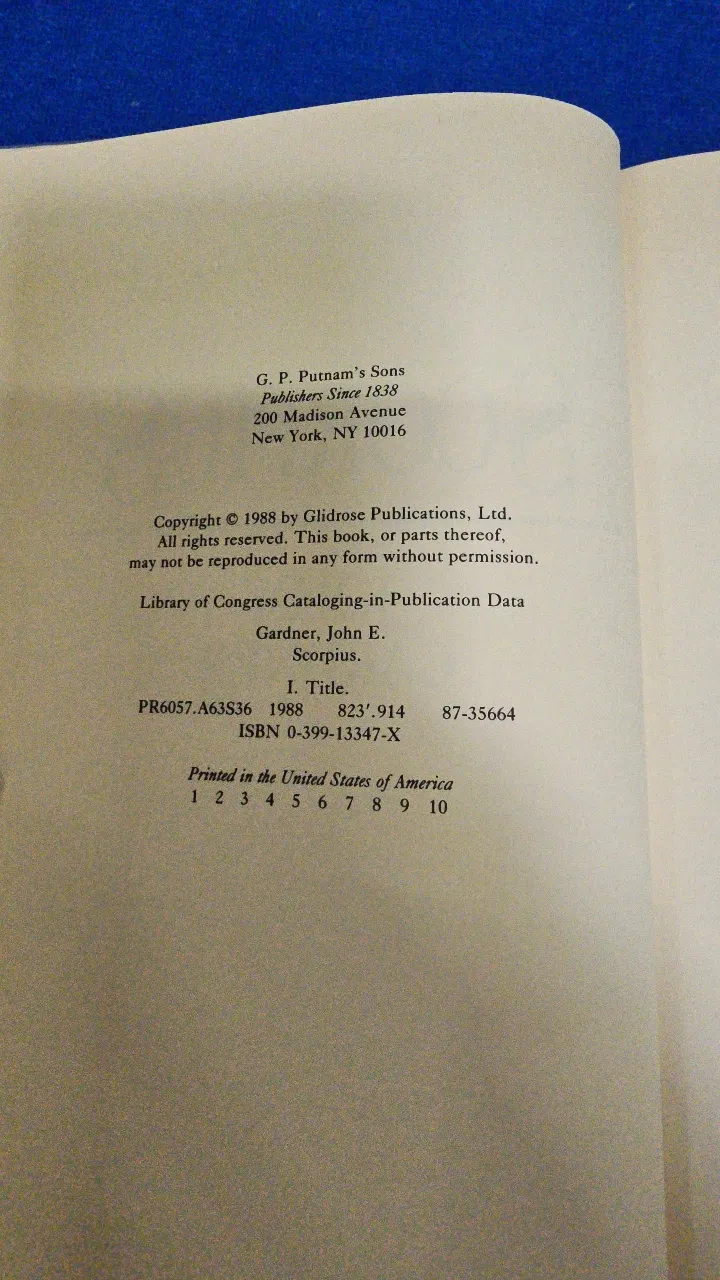 G. P. Putnam's Sons
Publishers Since 1838
200 Madison Avenue
New York, NY 10016
Copyright © 1988 by Glidrose Publications, Ltd.
All rights reserved. This book, or parts thereof,
may not be reproduced in any form without permission.
Library of Congress Cataloging-in-Publication Data
Gardner, John E.
Scorpius.
I. Title.
PR6057.A63S36 1988 823'.914 87-35664
ISBN 0-399-13347-X
Printed in the United States of America
1 2 3 4 5 6 7 8 9 10